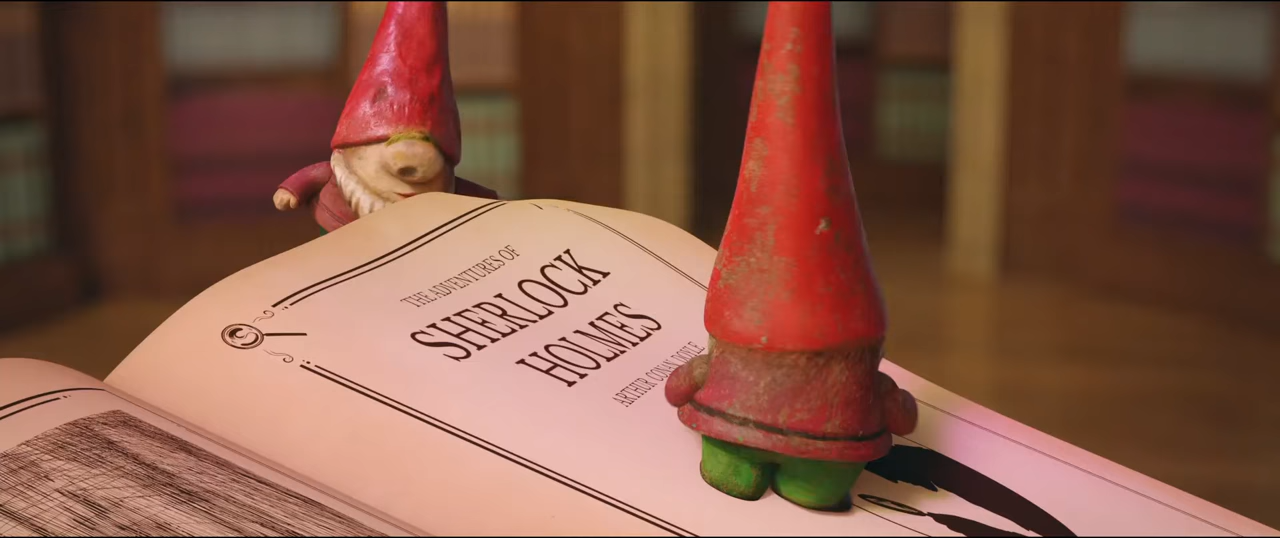 THE ADVENTURES OF
SHERLOCK
HOLMES
ARTHUR CONAN DOYLE